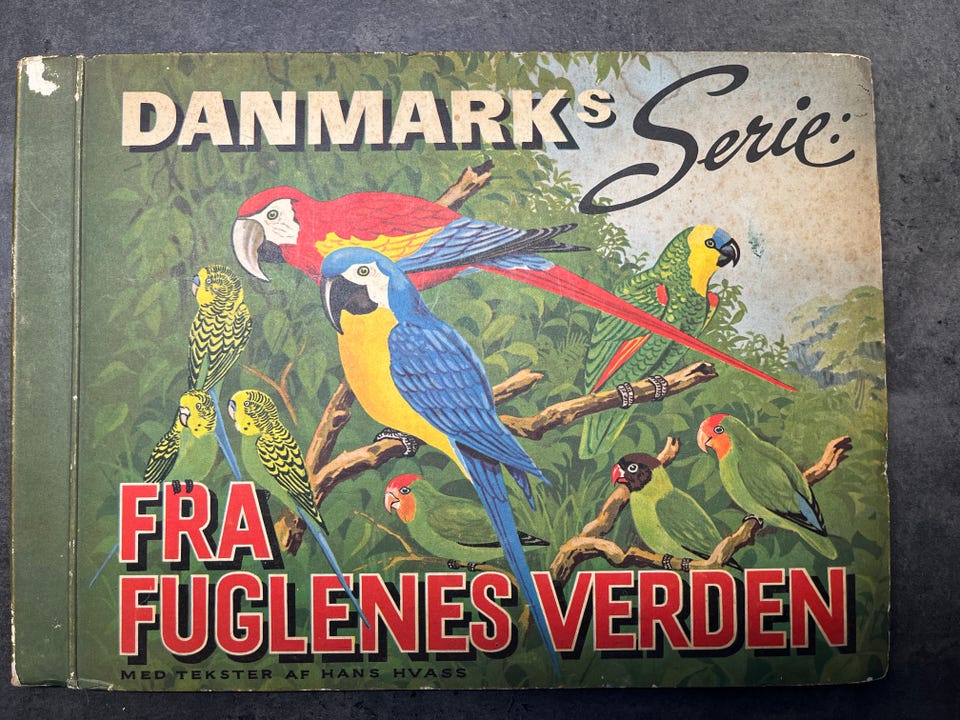 DANMARKS Serie:
FRA
FUGLENES VERDEN
MED TEKSTER AF HANS HVASS